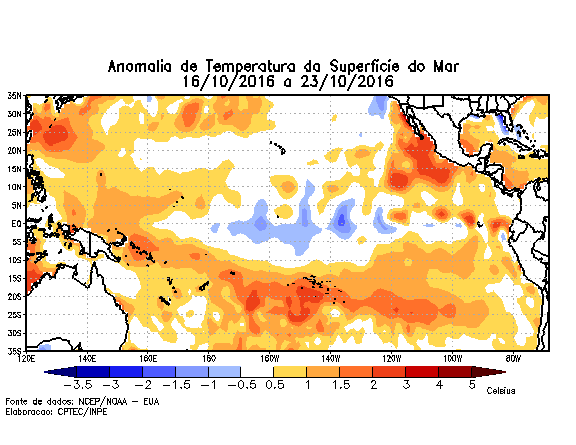 Anomalia de Temperatura da Superfície do Mar
16/10/2016 a 23/10/2016
35N
30N
25N
20N
15N
10N
5N
EQ
5S
10S
15S
20S
25S
30S
35S
120E 140E 160E 180 160W 140W 120W 100W 80W
−3.5 −3 −2 −1.5 −1 −0.5 0.5 1 1.5 2 3 4 5
Celsius
Fonte de dados: NCEP/NOAA − EUA
Elaboracao: CPTEC/INPE